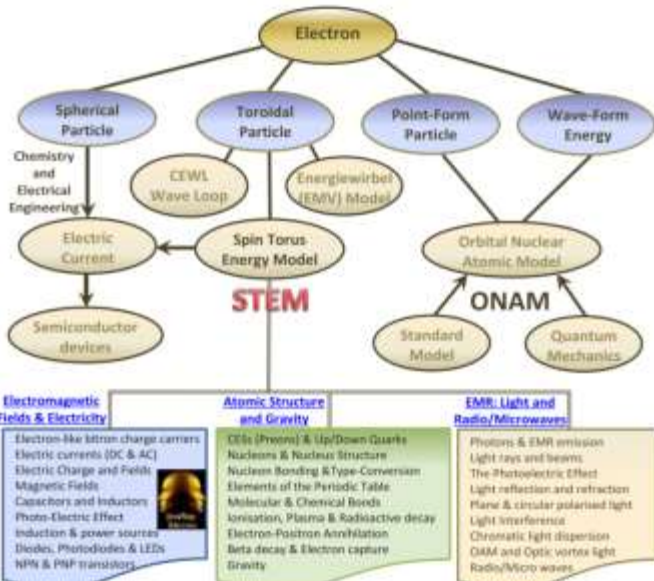 Electron
Spherical
Particle
Toroidal
Particle
Point-Form
Particle
Wave-Form
Energy
Chemistry
and
Electrical
Engineering
CEWL
Wave Loop
Energiewirbel
(EMV) Model
Electric
Current
Spin Torus
Energy Model
Orbital Nuclear
Atomic Model
STEM
ONAM
Semiconductor
devices
Standard
Model
Quantum
Mechanics
Electromagnetic
Fields & Electricity
Electron-like bitron charge carriers
Electric currents (DC & AC)
Electric Charge and Fields
Magnetic Fields
Capacitors and Inductors
Photo-Electric Effect
Induction & power sources
Diodes, Photodiodes & LEDs
NPN & PNP transistors
Atomic Structure
and Gravity
CESs (Preons) & Up/Down Quarks
Nucleons & Nucleus Structure
Nucleon Bonding &Type-Conversion
Elements of the Periodic Table
Molecular & Chemical Bonds
Ionisation, Plasma & Radioactive decay
Electron-Positron Annihilation
Beta decay & Electron capture
Gravity
EMR: Light and
Radio/Microwaves
Photons & EMR emission
Light rays and beams
The Photoelectric Effect
Light reflection and refraction
Plane & circular polarised light
Light Interference
Chromatic light dispersion
OAM and Optic vortex light
Radio/Micro waves